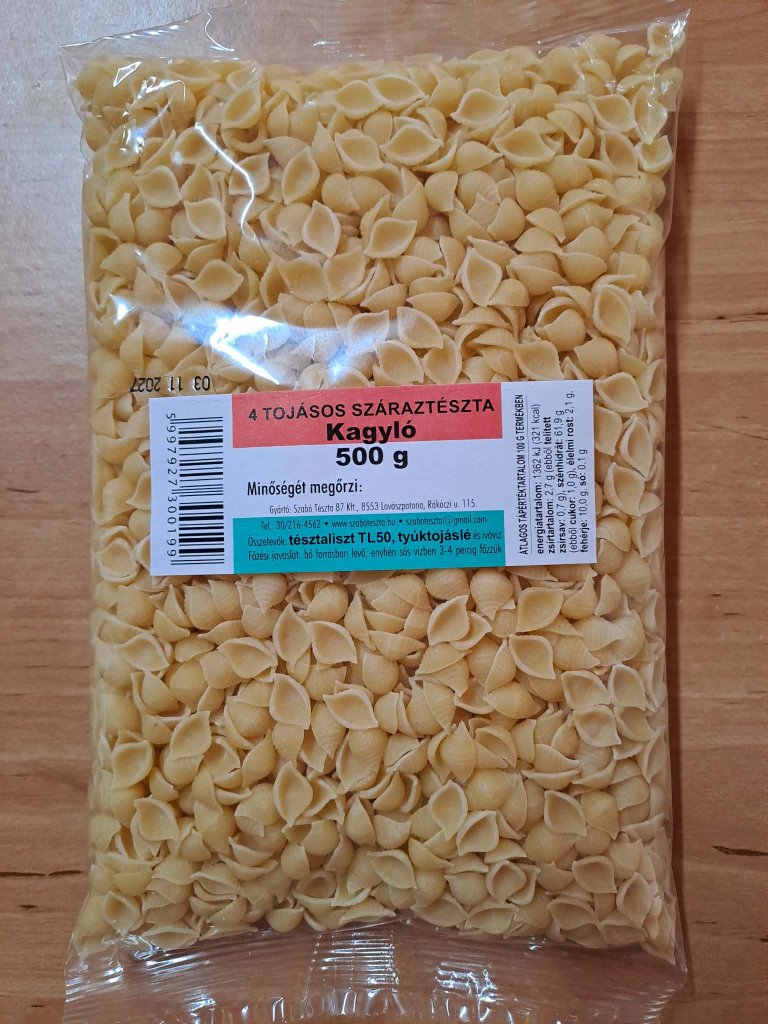 03 11 2027
4 TOJÁSOS SZÁRAZTÉSZTA
Kagyló
500 g
Minőségét megőrzi:
Gyártó: Szabó Tészta 87 Kft., 8553 Lovászpatona, Rákóczi u. 115.
Tel. 30/216-4562 • www.szaboteszta.hu • szaboteszta@gmail.com
Összetevők: tésztaliszt TL50, tyúktojáslé és ivóvíz
Főzési javaslat: bő forrásban levő, enyhén sós vízben 3-4 percig főzzük
5997927300199
ÁTLAGOS TÁPÉRTÉKTARTALOM 100 G TERMÉKBEN
energiatartalom: 1362 kJ (321 kcal)
zsírtartalom: 2,7 g (ebből telített
zsírsav: 0,7 g), szénhidrát: 61,9 g
(ebből cukor: 1,0 g), élelmi rost: 2,1 g,
fehérje: 10,0 g, só: 0,1 g